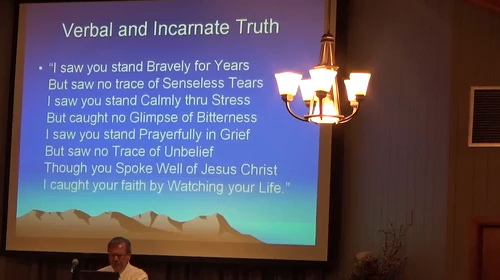 Verbal and Incarnate Truth
• “I saw you stand Bravely for Years
But saw no trace of Senseless Tears
I saw you stand Calmly thru Stress
But caught no Glimpse of Bitterness
I saw you stand Prayerfully in Grief
But saw no Trace of Unbelief
Though you Spoke Well of Jesus Christ
I caught your faith by Watching your Life.”